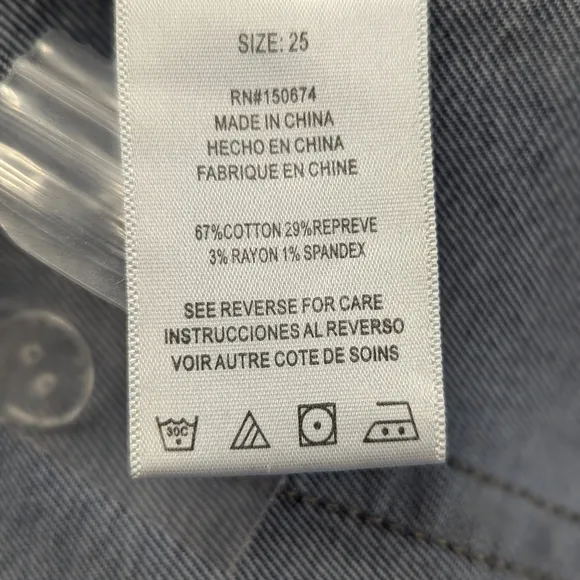 SIZE: 25
RN#150674
MADE IN CHINA
HECHO EN CHINA
FABRIQUE EN CHINE
67%COTTON 29%REPREVE
3% RAYON 1% SPANDEX
SEE REVERSE FOR CARE
INSTRUCCIONES AL REVERSO
VOIR AUTRE COTE DE SOINS
30C